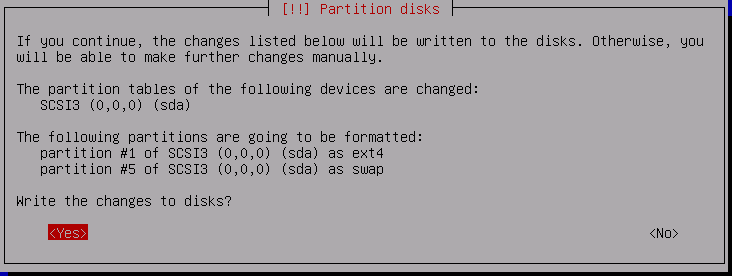 [!!] Partition disks
If you continue, the changes listed below will be written to the disks. Otherwise, you
will be able to make further changes manually.
The partition tables of the following devices are changed:
SCSI3 (0,0,0) (sda)
The following partitions are going to be formatted:
partition #1 of SCSI3 (0,0,0) (sda) as ext4
partition #5 of SCSI3 (0,0,0) (sda) as swap
Write the changes to disks?
<Yes> <No>